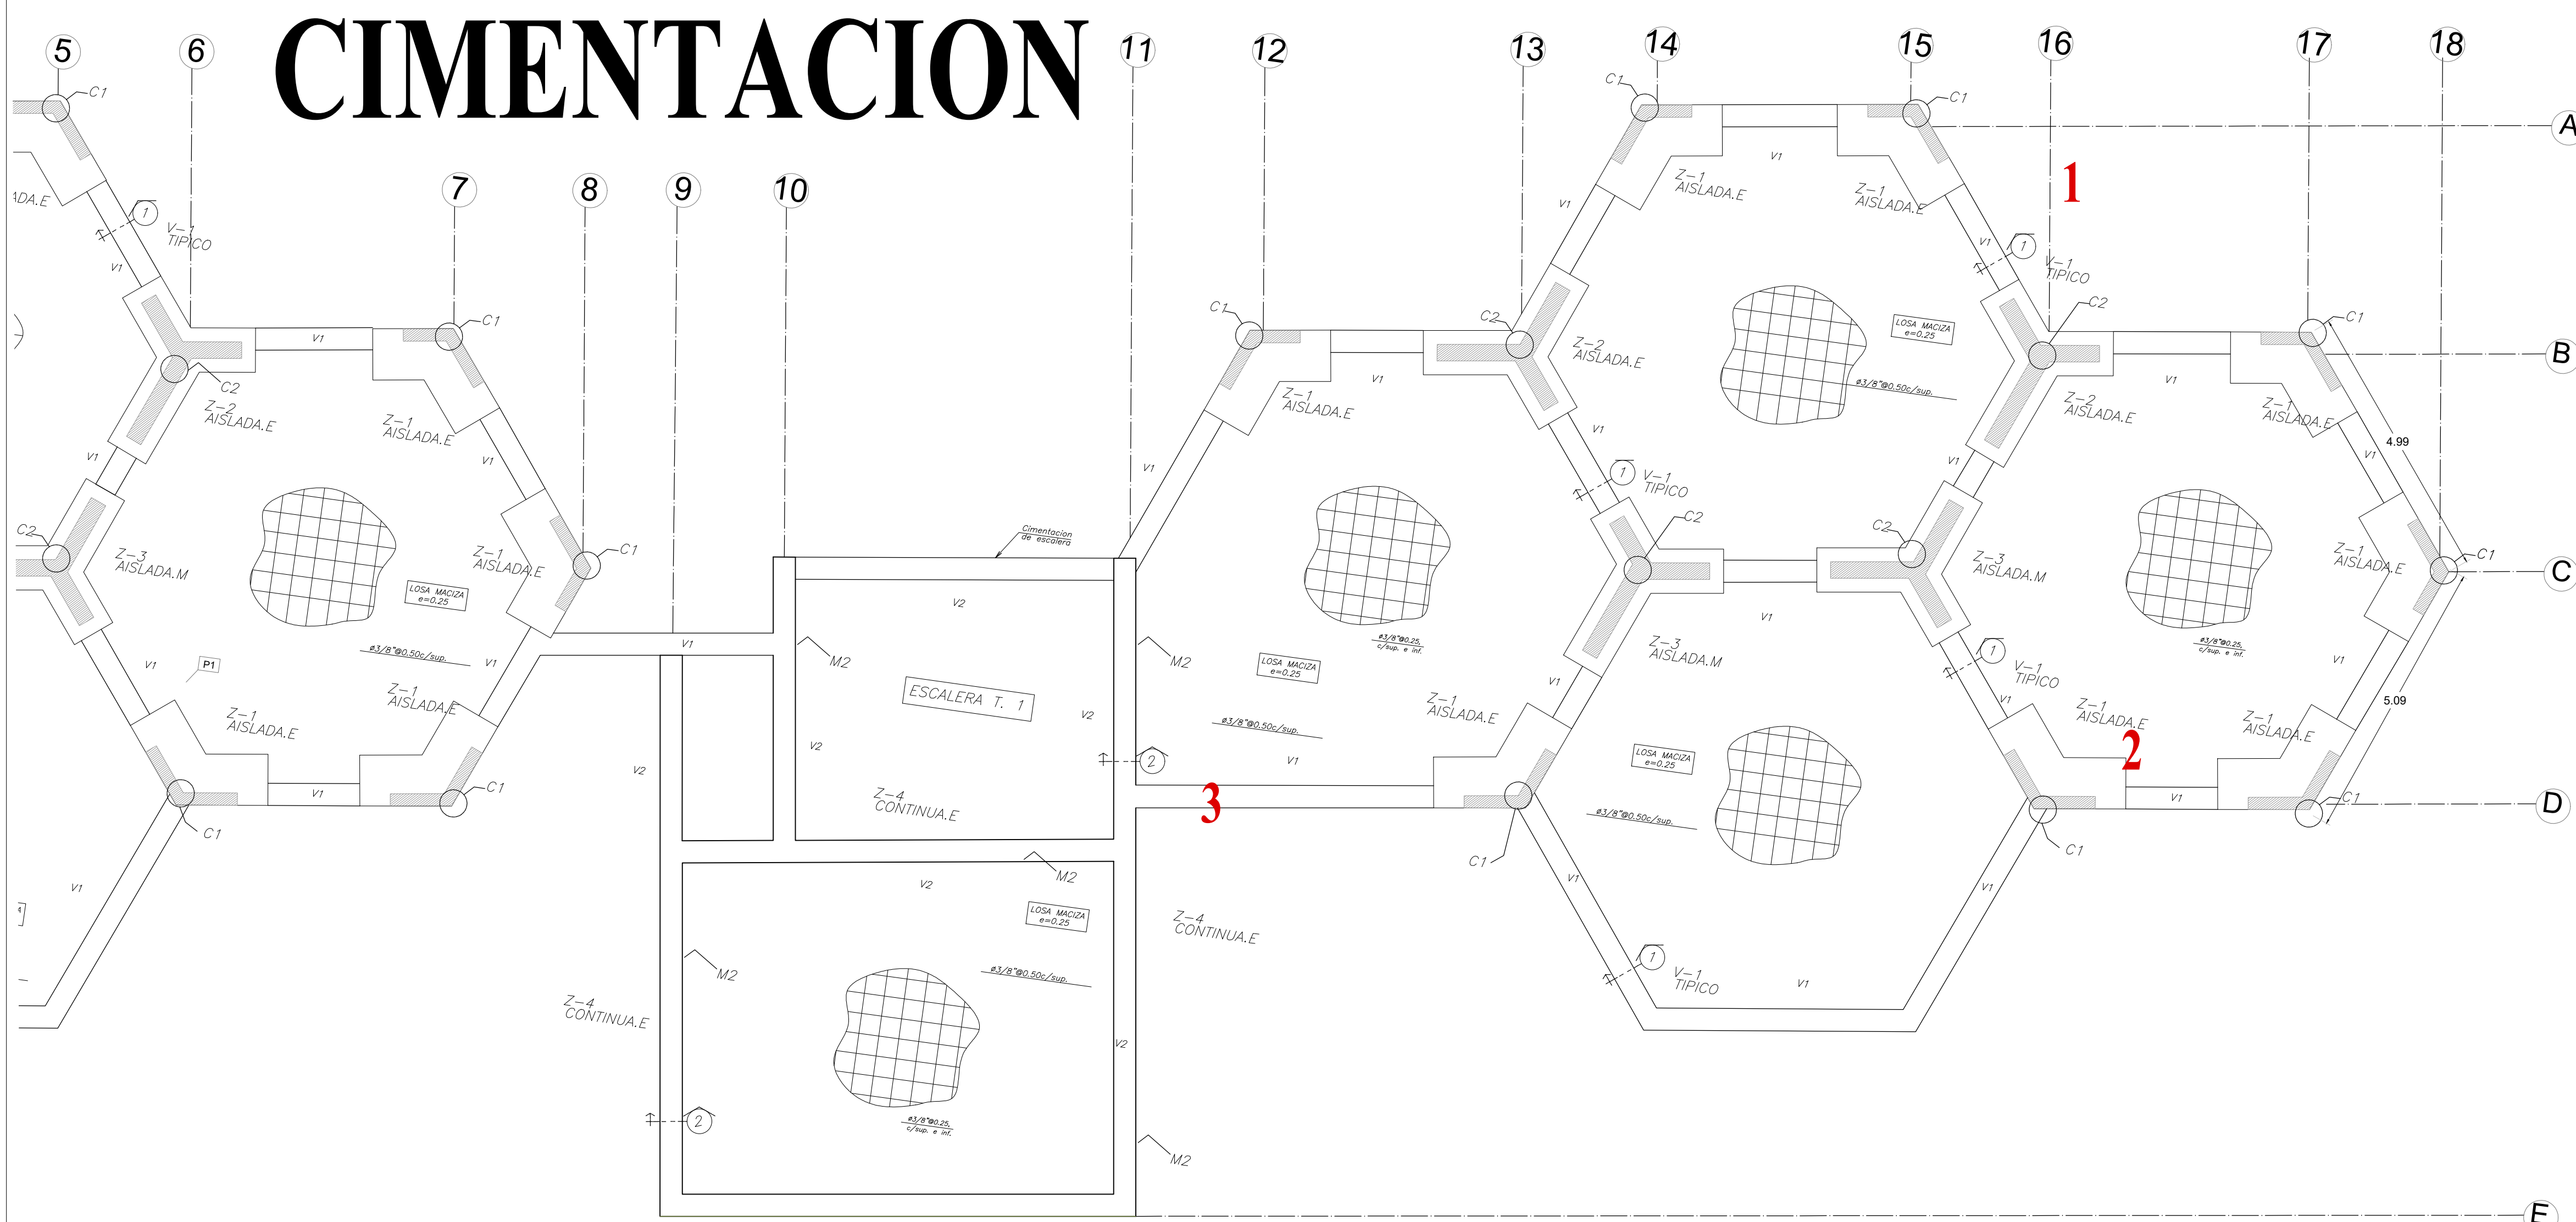 CIMENTACION
5
6
7
8
9
10
11
12
13
14
15
16
17
18
A
B
C
D
E
C1
C1
C1
ADA.E
1
V-1
TIPICO
V1
Z-1
AISLADA.E
V1
Z-1
AISLADA.E
V1
1
V1
1
V-1
TIPICO
C1
V1
C1
C2
C2
C1
C2
Z-2
AISLADA.E
Z-1
AISLADA.E
V1
V1
Z-1
AISLADA.E
V1
C2
Z-2
AISLADA.E
LOSA MACIZA
e=0.25
ø3/8"@0.50c/sup.
Z-2
AISLADA.E
V1
Z-1
AISLADA.E
V1
4.99
V1
V1
V1
1
V-1
TIPICO
V1
C2
Z-3
AISLADA.M
Z-1
AISLADA.E
C1
LOSA MACIZA
e=0.25
ø3/8"@0.50c/sup.
P1
V1
V1
Z-1
AISLADA.E
Z-1
AISLADA.E
V1
C1
C1
V1
Cimentacion
de escalera
V2
V1
M2
M2
ESCALERA T. 1
V2
V2
V2
2
Z-4
CONTINUA.E
3
ø3/8"@0.25,
c/sup. e inf.
LOSA MACIZA
e=0.25
ø3/8"@0.50c/sup.
V1
Z-1
AISLADA.E
C1
C2
C2
Z-3
AISLADA.M
V1
Z-3
AISLADA.M
V1
1
V-1
TIPICO
V1
Z-1
AISLADA.E
C1
ø3/8"@0.25,
c/sup. e inf.
V1
5.09
Z-1
AISLADA.E
Z-1
AISLADA.E
2
V1
C1
C1
LOSA MACIZA
e=0.25
ø3/8"@0.50c/sup.
V1
V1
V1
1
V-1
TIPICO
M2
V2
LOSA MACIZA
e=0.25
ø3/8"@0.50c/sup.
M2
Z-4
CONTINUA.E
Z-4
CONTINUA.E
V2
ø3/8"@0.25,
c/sup. e inf.
2
M2